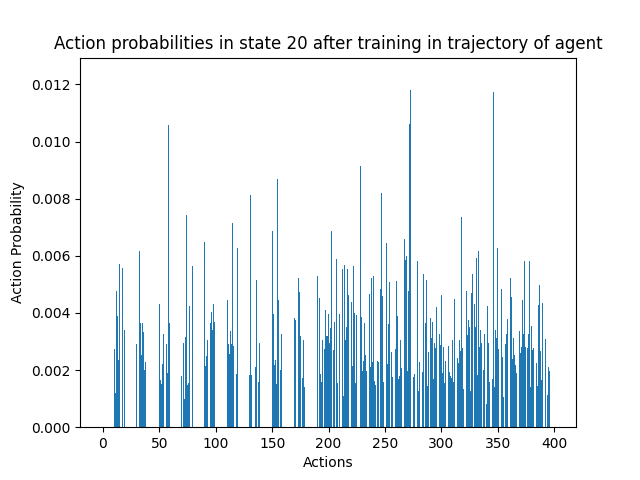 Action probabilities in state 20 after training in trajectory of agent
0.012
0.010
0.008
0.006
0.004
0.002
0.000
Action Probability
0 50 100 150 200 250 300 350 400
Actions